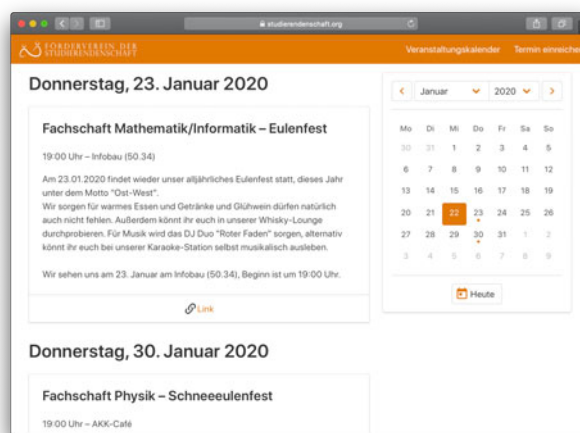 studierendenschaft.org
FÖRDERVEREIN DER
STUDIERENDENSCHAFT
Veranstaltungskalender Termin einreiche
Donnerstag, 23. Januar 2020
Fachschaft Mathematik/Informatik – Eulenfest
19:00 Uhr – Infobau (50.34)
Am 23.01.2020 findet wieder unser alljährliches Eulenfest statt, dieses Jahr
unter dem Motto "Ost-West".
Wir sorgen für warmes Essen und Getränke und Glühwein dürfen natürlich
auch nicht fehlen. Außerdem könnt ihr euch in unserer Whisky-Lounge
durchprobieren. Für Musik wird das DJ Duo "Roter Faden" sorgen, alternativ
könnt ihr euch bei unserer Karaoke-Station selbst musikalisch ausleben.
Wir sehen uns am 23. Januar am Infobau (50.34), Beginn ist um 19:00 Uhr.
Link
Donnerstag, 30. Januar 2020
Fachschaft Physik – Schneeeulenfest
19:00 Uhr – AKK-Café
Januar 2020
Mo Di Mi Do Fr Sa So
30 31 1 2 3 4 5
6 7 8 9 10 11 12
13 14 15 16 17 18 19
20 21 22 23 24 25 26
27 28 29 30 31 1 2
3 4 5 6 7 8 9
Heute